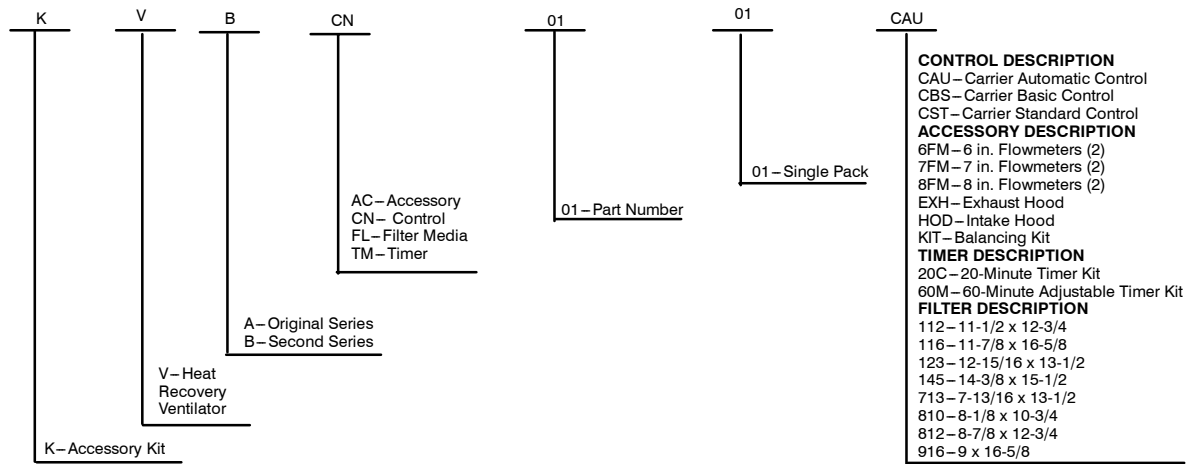 K V B CN 01 01 CAU
CONTROL DESCRIPTION
CAU–Carrier Automatic Control
CBS–Carrier Basic Control
CST–Carrier Standard Control
ACCESSORY DESCRIPTION
6FM–6 in. Flowmeters (2)
7FM–7 in. Flowmeters (2)
8FM–8 in. Flowmeters (2)
EXH–Exhaust Hood
HOD–Intake Hood
KIT–Balancing Kit
TIMER DESCRIPTION
20C–20-Minute Timer Kit
60M–60-Minute Adjustable Timer Kit
FILTER DESCRIPTION
112–11-1/2 x 12-3/4
116–11-7/8 x 16-5/8
123–12-15/16 x 13-1/2
145–14-3/8 x 15-1/2
713–7-13/16 x 13-1/2
810–8-1/8 x 10-3/4
812–8-7/8 x 12-3/4
916–9 x 16-5/8
01–Single Pack
01–Part Number
AC–Accessory
CN– Control
FL–Filter Media
TM–Timer
A–Original Series
B–Second Series
V–Heat
Recovery
Ventilator
K–Accessory Kit